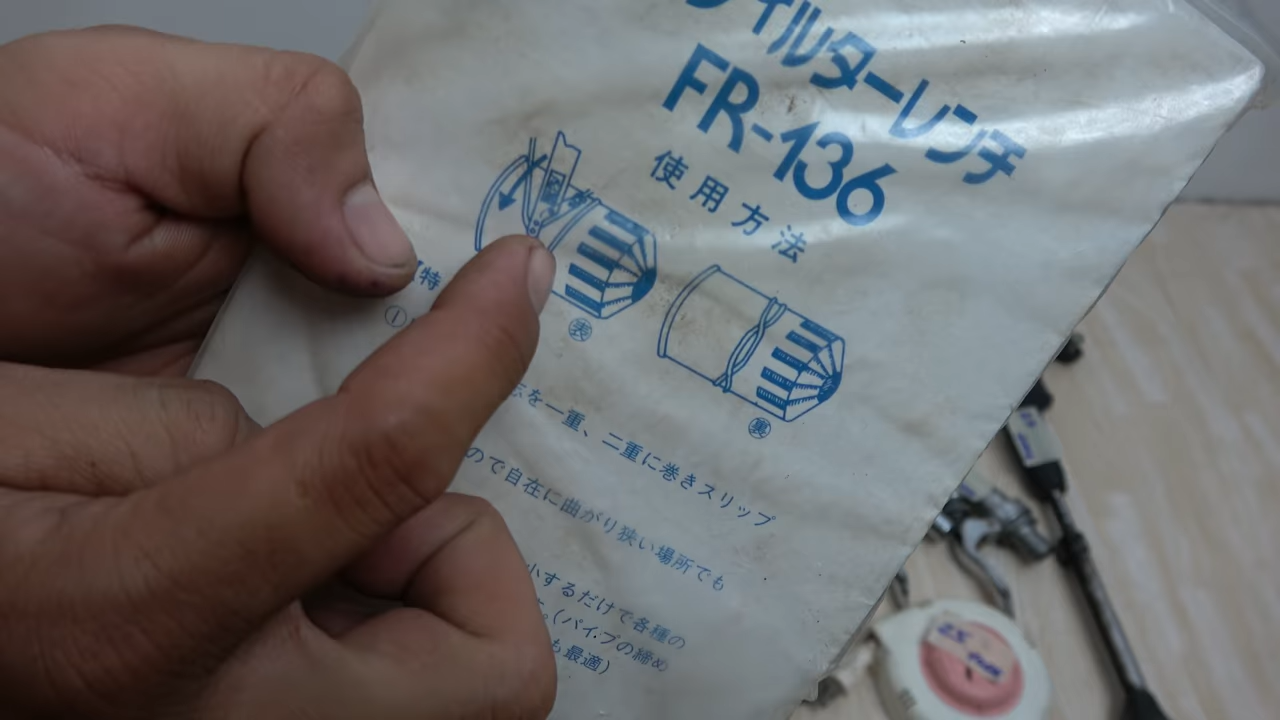 イルターレンチ
FR-136
使用方法
表
裏
特
①
を一重、二重に巻きスリップ
ので自在に曲がり狭い場所でも
小するだけで各種の
。(パイプの締め
も最適)